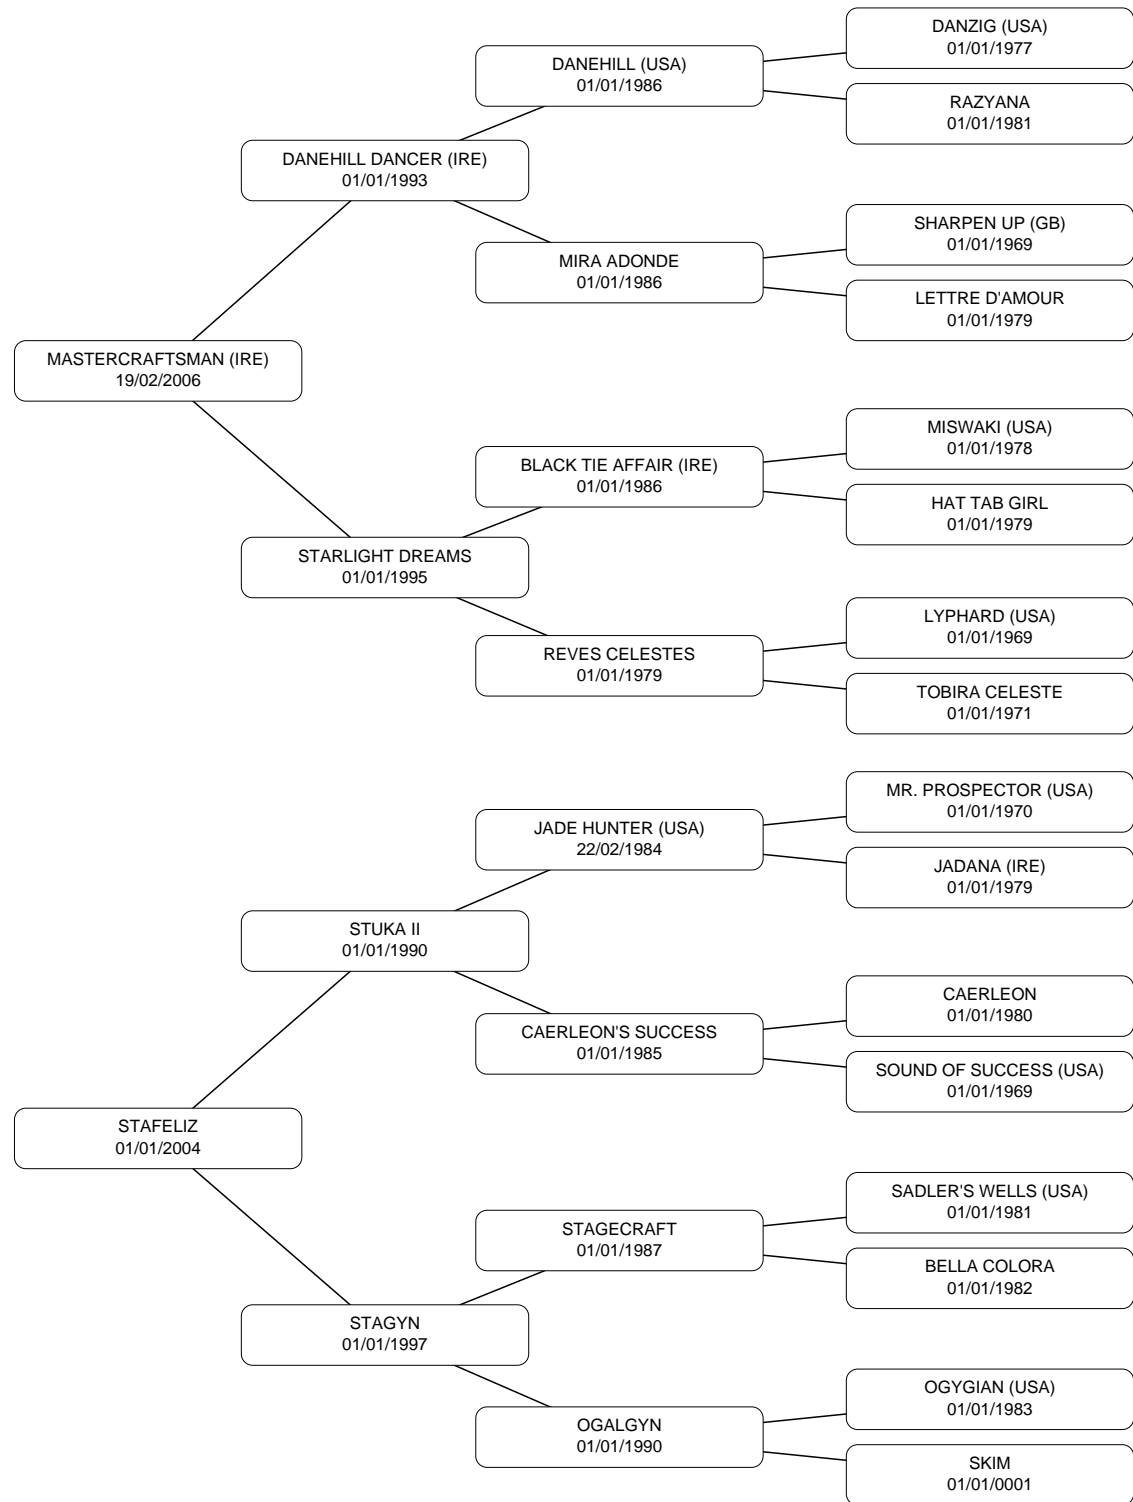 DANZIG (USA)
01/01/1977
DANEHILL (USA)
01/01/1986
RAZYANA
01/01/1981
DANEHILL DANCER (IRE)
01/01/1993
SHARPEN UP (GB)
01/01/1969
MIRA ADONDE
01/01/1986
LETTRE D'AMOUR
01/01/1979
MASTERCRAFTSMAN (IRE)
19/02/2006
MISWAKI (USA)
01/01/1978
BLACK TIE AFFAIR (IRE)
01/01/1986
HAT TAB GIRL
01/01/1979
STARLIGHT DREAMS
01/01/1995
LYPHARD (USA)
01/01/1969
REVES CELESTES
01/01/1979
TOBIRA CELESTE
01/01/1971
MR. PROSPECTOR (USA)
01/01/1970
JADE HUNTER (USA)
22/02/1984
JADANA (IRE)
01/01/1979
STUKA II
01/01/1990
CAERLEON
01/01/1980
CAERLEON'S SUCCESS
01/01/1985
SOUND OF SUCCESS (USA)
01/01/1969
STAFELIZ
01/01/2004
SADLER'S WELLS (USA)
01/01/1981
STAGECRAFT
01/01/1987
BELLA COLORA
01/01/1982
STAGYN
01/01/1997
OGYGIAN (USA)
01/01/1983
OGALGYN
01/01/1990
SKIM
01/01/0001